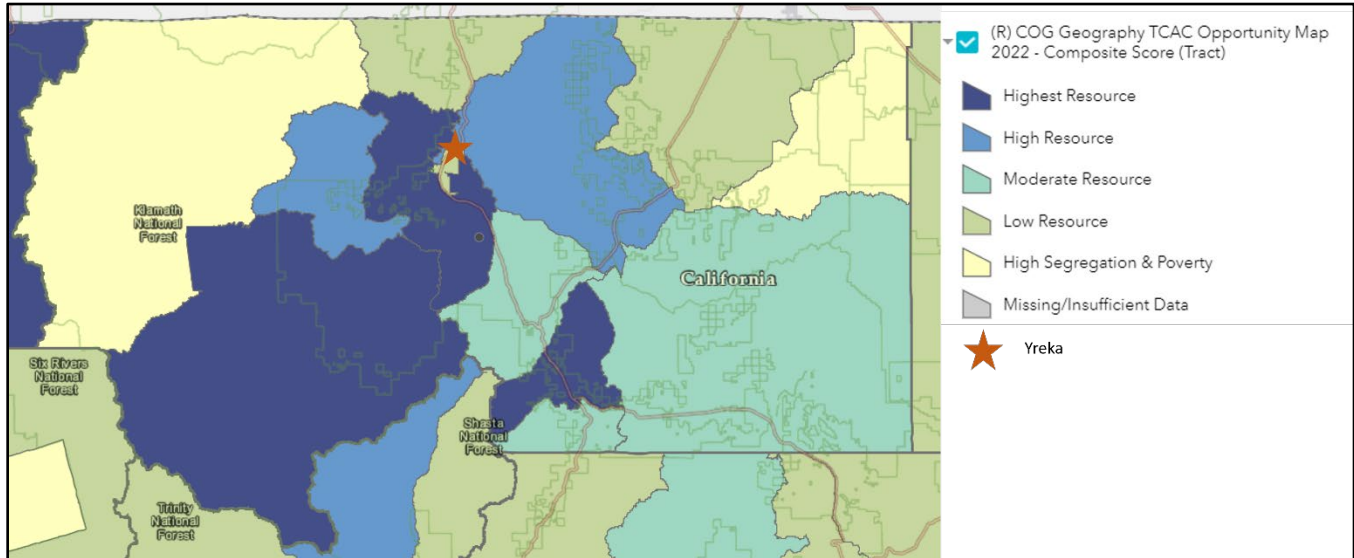 (R) COG Geography TCAC Opportunity Map
2022 - Composite Score (Tract)
Highest Resource
High Resource
Moderate Resource
Low Resource
High Segregation & Poverty
Missing/Insufficient Data
Yreka
Klamath
National
Forest
California
Six Rivers
National
Forest
Shasta
National
Forest
Trinity
National
Forest